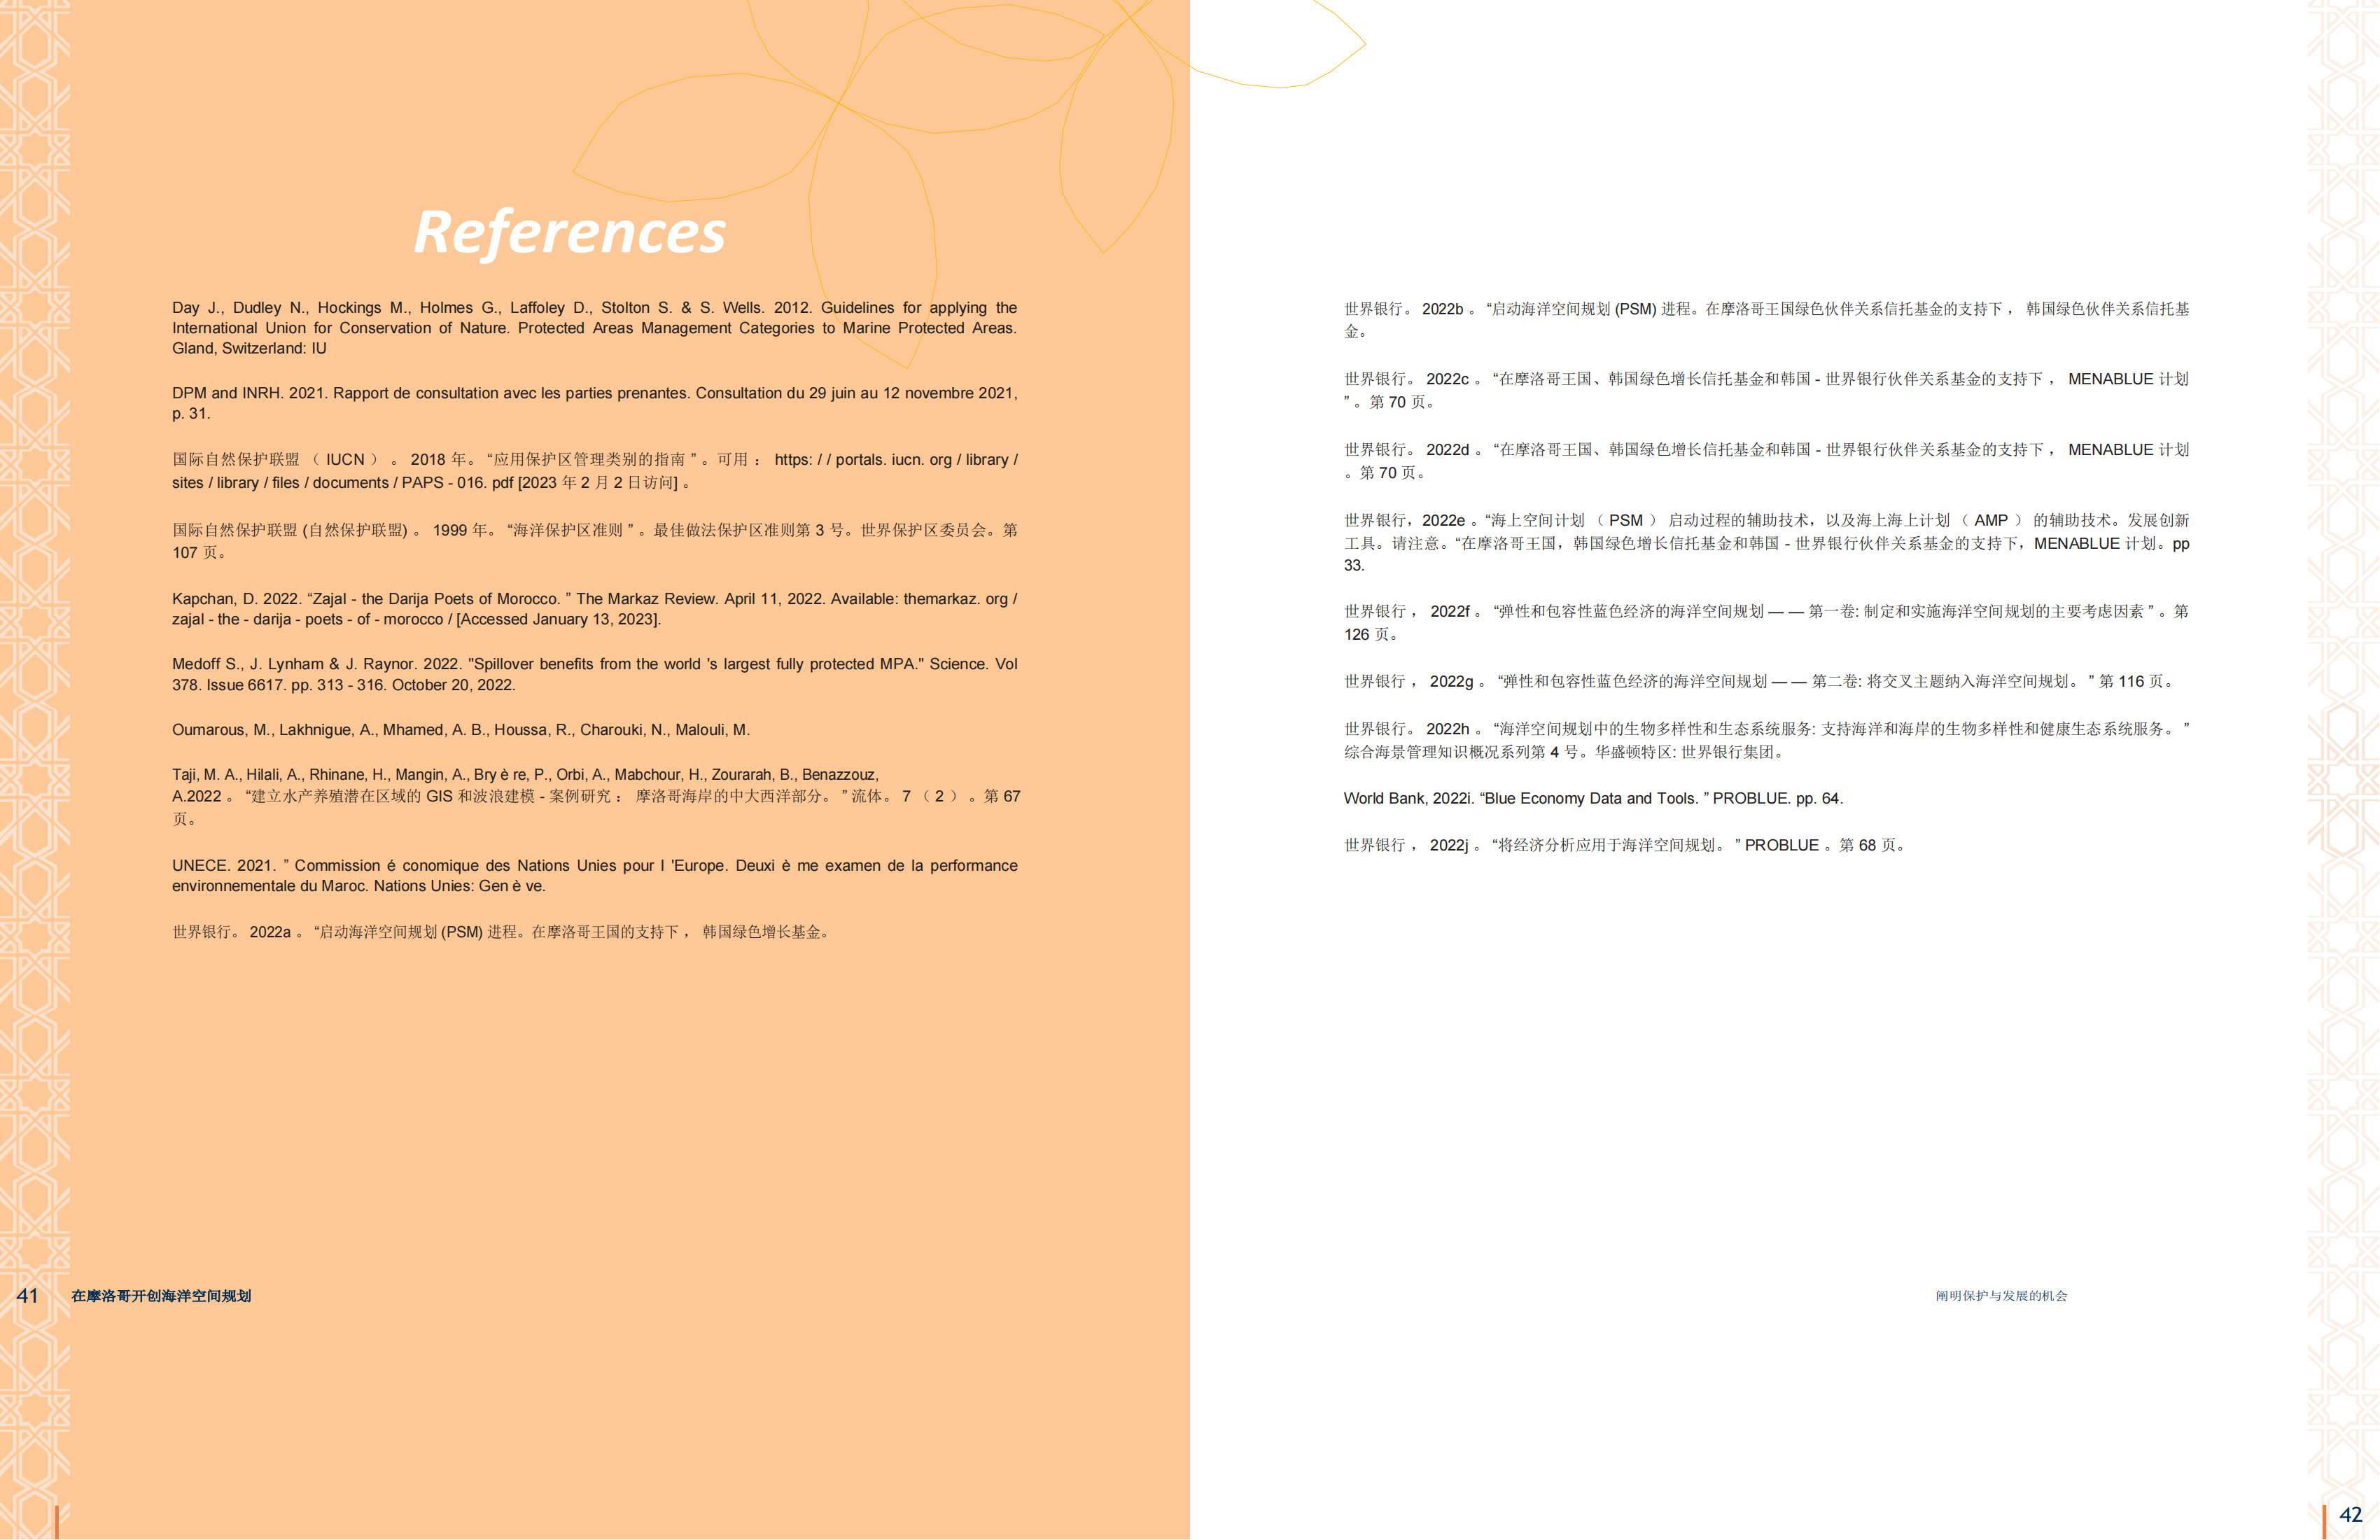 References
Day J., Dudley N., Hockings M., Holmes G., Laffoley D., Stolton S. & S. Wells. 2012. Guidelines for applying the
International Union for Conservation of Nature. Protected Areas Management Categories to Marine Protected Areas.
Gland, Switzerland: IU
DPM and INRH. 2021. Rapport de consultation avec les parties prenantes. Consultation du 29 juin au 12 novembre 2021,
p. 31.
国际自然保护联盟 （ IUCN ） 。 2018 年。 “应用保护区管理类别的指南 ” 。可用 ： https: / / portals. iucn. org / library /
sites / library / files / documents / PAPS - 016. pdf [2023 年 2 月 2 日访问] 。
国际自然保护联盟 (自然保护联盟) 。 1999 年。 “海洋保护区准则 ” 。最佳做法保护区准则第 3 号。世界保护区委员会。第
107 页。
Kapchan, D. 2022. “Zajal - the Darija Poets of Morocco. ” The Markaz Review. April 11, 2022. Available: themarkaz. org /
zajal - the - darija - poets - of - morocco / [Accessed January 13, 2023].
Medoff S., J. Lynham & J. Raynor. 2022. "Spillover benefits from the world 's largest fully protected MPA." Science. Vol
378. Issue 6617. pp. 313 - 316. October 20, 2022.
Oumarous, M., Lakhnigue, A., Mhamed, A. B., Houssa, R., Charouki, N., Malouli, M.
Taji, M. A., Hilali, A., Rhinane, H., Mangin, A., Bry è re, P., Orbi, A., Mabchour, H., Zourarah, B., Benazzouz,
A.2022 。 “建立水产养殖潜在区域的 GIS 和波浪建模 - 案例研究 ： 摩洛哥海岸的中大西洋部分。 ” 流体。 7 （ 2 ） 。第 67
页。
UNECE. 2021. ” Commission é conomique des Nations Unies pour l 'Europe. Deuxi è me examen de la performance
environnementale du Maroc. Nations Unies: Gen è ve.
世界银行。 2022a 。 “启动海洋空间规划 (PSM) 进程。在摩洛哥王国的支持下 ， 韩国绿色增长基金。
41 在摩洛哥开创海洋空间规划
世界银行。 2022b 。 “启动海洋空间规划 (PSM) 进程。在摩洛哥王国绿色伙伴关系信托基金的支持下 ， 韩国绿色伙伴关系信托基
金。
世界银行。 2022c 。 “在摩洛哥王国、韩国绿色增长信托基金和韩国 - 世界银行伙伴关系基金的支持下 ， MENABLUE 计划
” 。第 70 页。
世界银行。 2022d 。 “在摩洛哥王国、韩国绿色增长信托基金和韩国 - 世界银行伙伴关系基金的支持下 ， MENABLUE 计划
。第 70 页。
世界银行，2022e 。“海上空间计划 （ PSM ） 启动过程的辅助技术，以及海上海上计划 （ AMP ） 的辅助技术。发展创新
工具。请注意。“在摩洛哥王国，韩国绿色增长信托基金和韩国 - 世界银行伙伴关系基金的支持下，MENABLUE 计划。pp
33.
世界银行 ， 2022f 。 “弹性和包容性蓝色经济的海洋空间规划 — — 第一卷: 制定和实施海洋空间规划的主要考虑因素 ” 。第
126 页。
世界银行 ， 2022g 。 “弹性和包容性蓝色经济的海洋空间规划 — — 第二卷: 将交叉主题纳入海洋空间规划。 ” 第 116 页。
世界银行。 2022h 。 “海洋空间规划中的生物多样性和生态系统服务: 支持海洋和海岸的生物多样性和健康生态系统服务。 ”
综合海景管理知识概况系列第 4 号。华盛顿特区: 世界银行集团。
World Bank, 2022i. “Blue Economy Data and Tools. ” PROBLUE. pp. 64.
世界银行 ， 2022j 。 “将经济分析应用于海洋空间规划。 ” PROBLUE 。第 68 页。
阐明保护与发展的机会
42